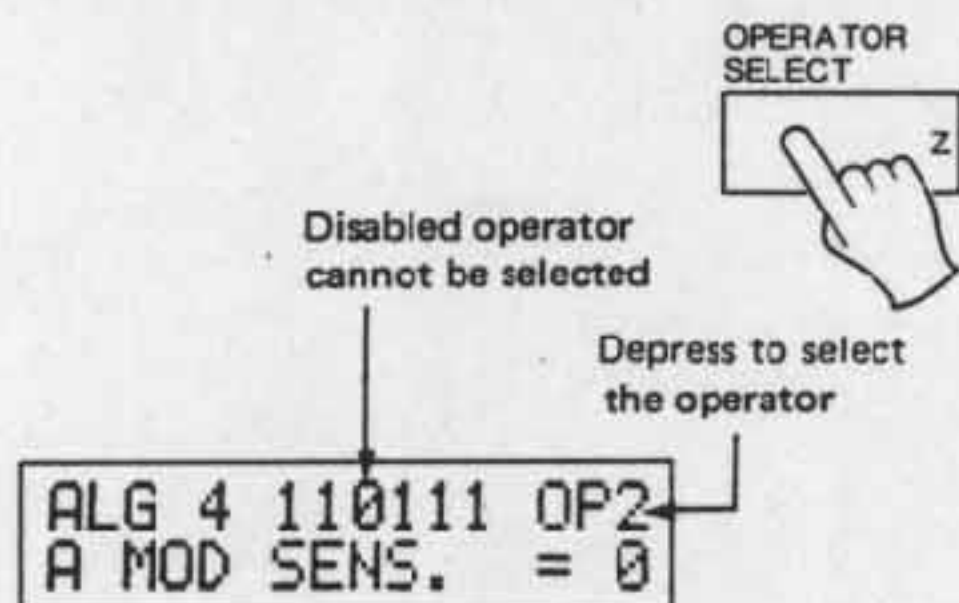 OPERATOR
SELECT
Z
Disabled operator
cannot be selected
Depress to select
the operator
ALG 4 110111 OP2
A MOD SENS. = 0